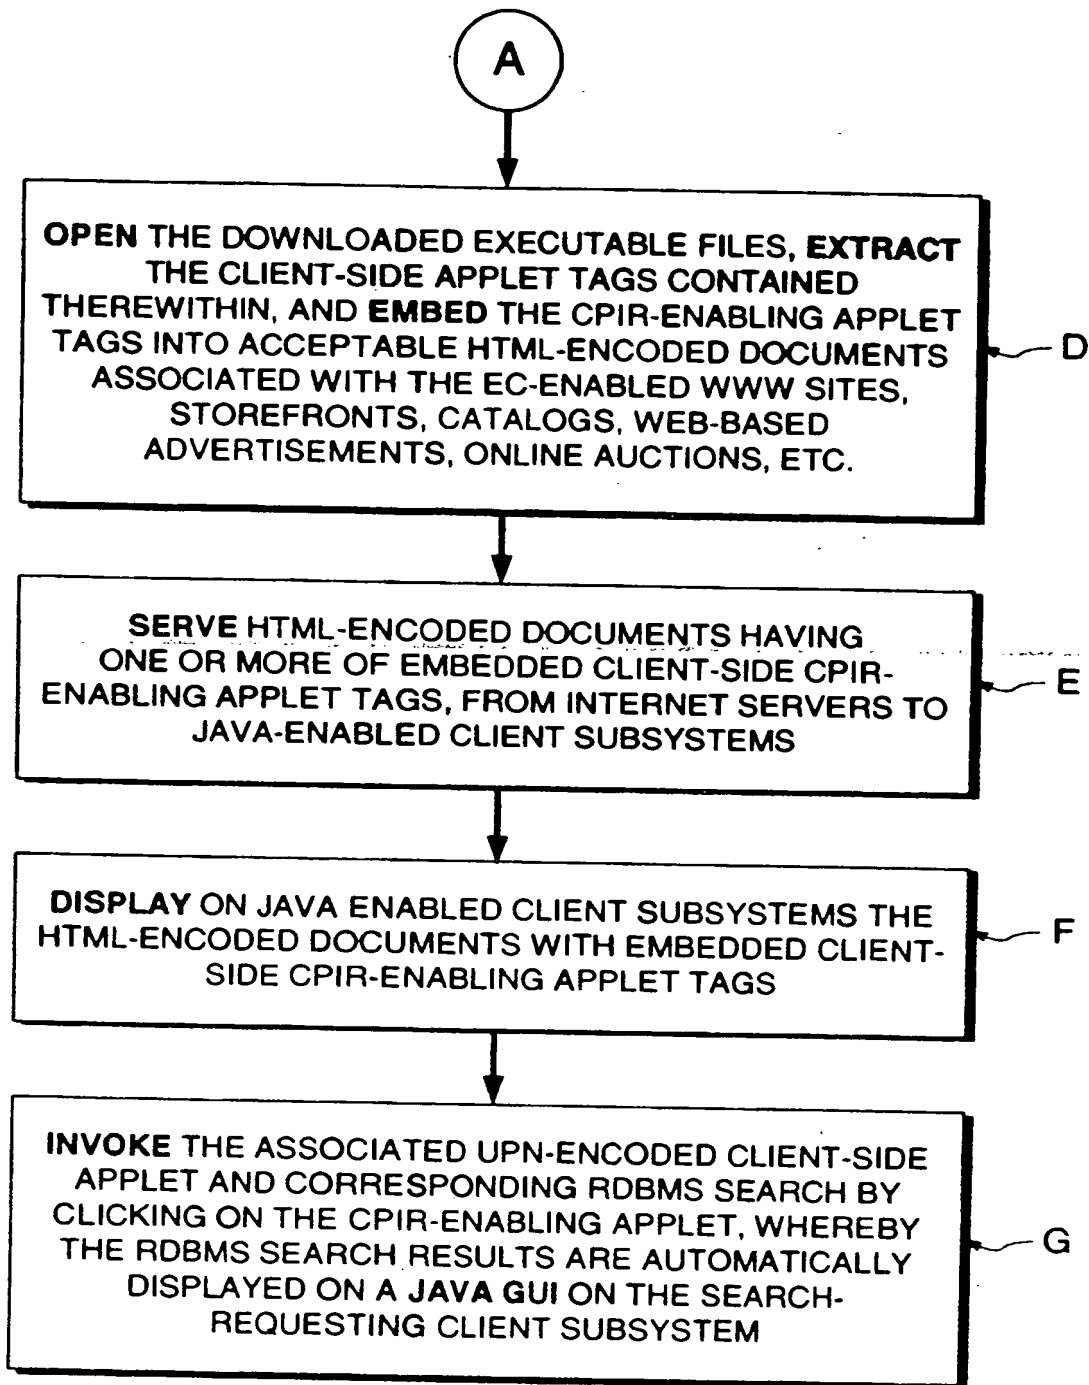 A
OPEN THE DOWNLOADED EXECUTABLE FILES, EXTRACT
THE CLIENT-SIDE APPLET TAGS CONTAINED
THEREWITHIN, AND EMBED THE CPIR-ENABLING APPLET
TAGS INTO ACCEPTABLE HTML-ENCODED DOCUMENTS
ASSOCIATED WITH THE EC-ENABLED WWW SITES,
STOREFRONTS, CATALOGS, WEB-BASED
ADVERTISEMENTS, ONLINE AUCTIONS, ETC.
D
SERVE HTML-ENCODED DOCUMENTS HAVING
ONE OR MORE OF EMBEDDED CLIENT-SIDE CPIR-
ENABLING APPLET TAGS, FROM INTERNET SERVERS TO
JAVA-ENABLED CLIENT SUBSYSTEMS
E
DISPLAY ON JAVA ENABLED CLIENT SUBSYSTEMS THE
HTML-ENCODED DOCUMENTS WITH EMBEDDED CLIENT-
SIDE CPIR-ENABLING APPLET TAGS
F
INVOKE THE ASSOCIATED UPN-ENCODED CLIENT-SIDE
APPLET AND CORRESPONDING RDBMS SEARCH BY
CLICKING ON THE CPIR-ENABLING APPLET, WHEREBY
THE RDBMS SEARCH RESULTS ARE AUTOMATICALLY
DISPLAYED ON A JAVA GUI ON THE SEARCH-
REQUESTING CLIENT SUBSYSTEM
G